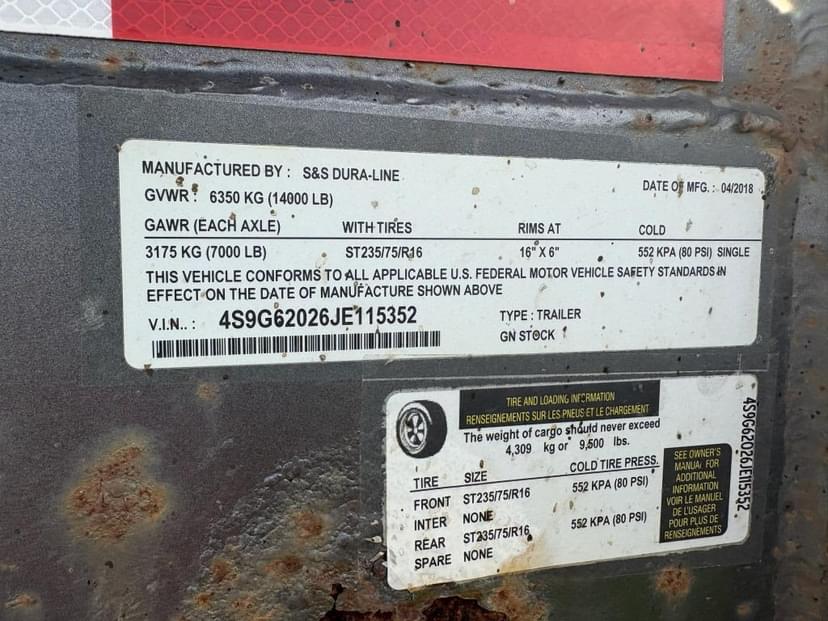 MANUFACTURED BY : S&S DURA-LINE
DATE OF MFG. : 04/2018
GVWR : 6350 KG (14000 LB)
GAWR (EACH AXLE) WITH TIRES RIMS AT COLD
3175 KG (7000 LB) ST235/75/R16 16" X 6" 552 KPA (80 PSI) SINGLE
THIS VEHICLE CONFORMS TO ALL APPLICABLE U.S. FEDERAL MOTOR VEHICLE SAFETY STANDARDS IN
EFFECT ON THE DATE OF MANUFACTURE SHOWN ABOVE
V.I.N.. : 4S9G62026JE115352 TYPE : TRAILER
GN STOCK
TIRE AND LOADING INFORMATION
RENSEIGNEMENTS SUR LES PNEUS ET LE CHARGEMENT
The weight of cargo should never exceed
4,309 kg or 9,500 lbs.
TIRE SIZE COLD TIRE PRESS.
FRONT ST235/75/R16 552 KPA (80 PSI)
INTER NONE
REAR ST235/75/R16 552 KPA (80 PSI)
SPARE NONE
SEE OWNER'S
MANUAL FOR
ADDITIONAL
INFORMATION
VOIR LE MANUEL
DE L'USAGER
POUR PLUS DE
RENSEIGNEMENTS
4S9G62026JE115352